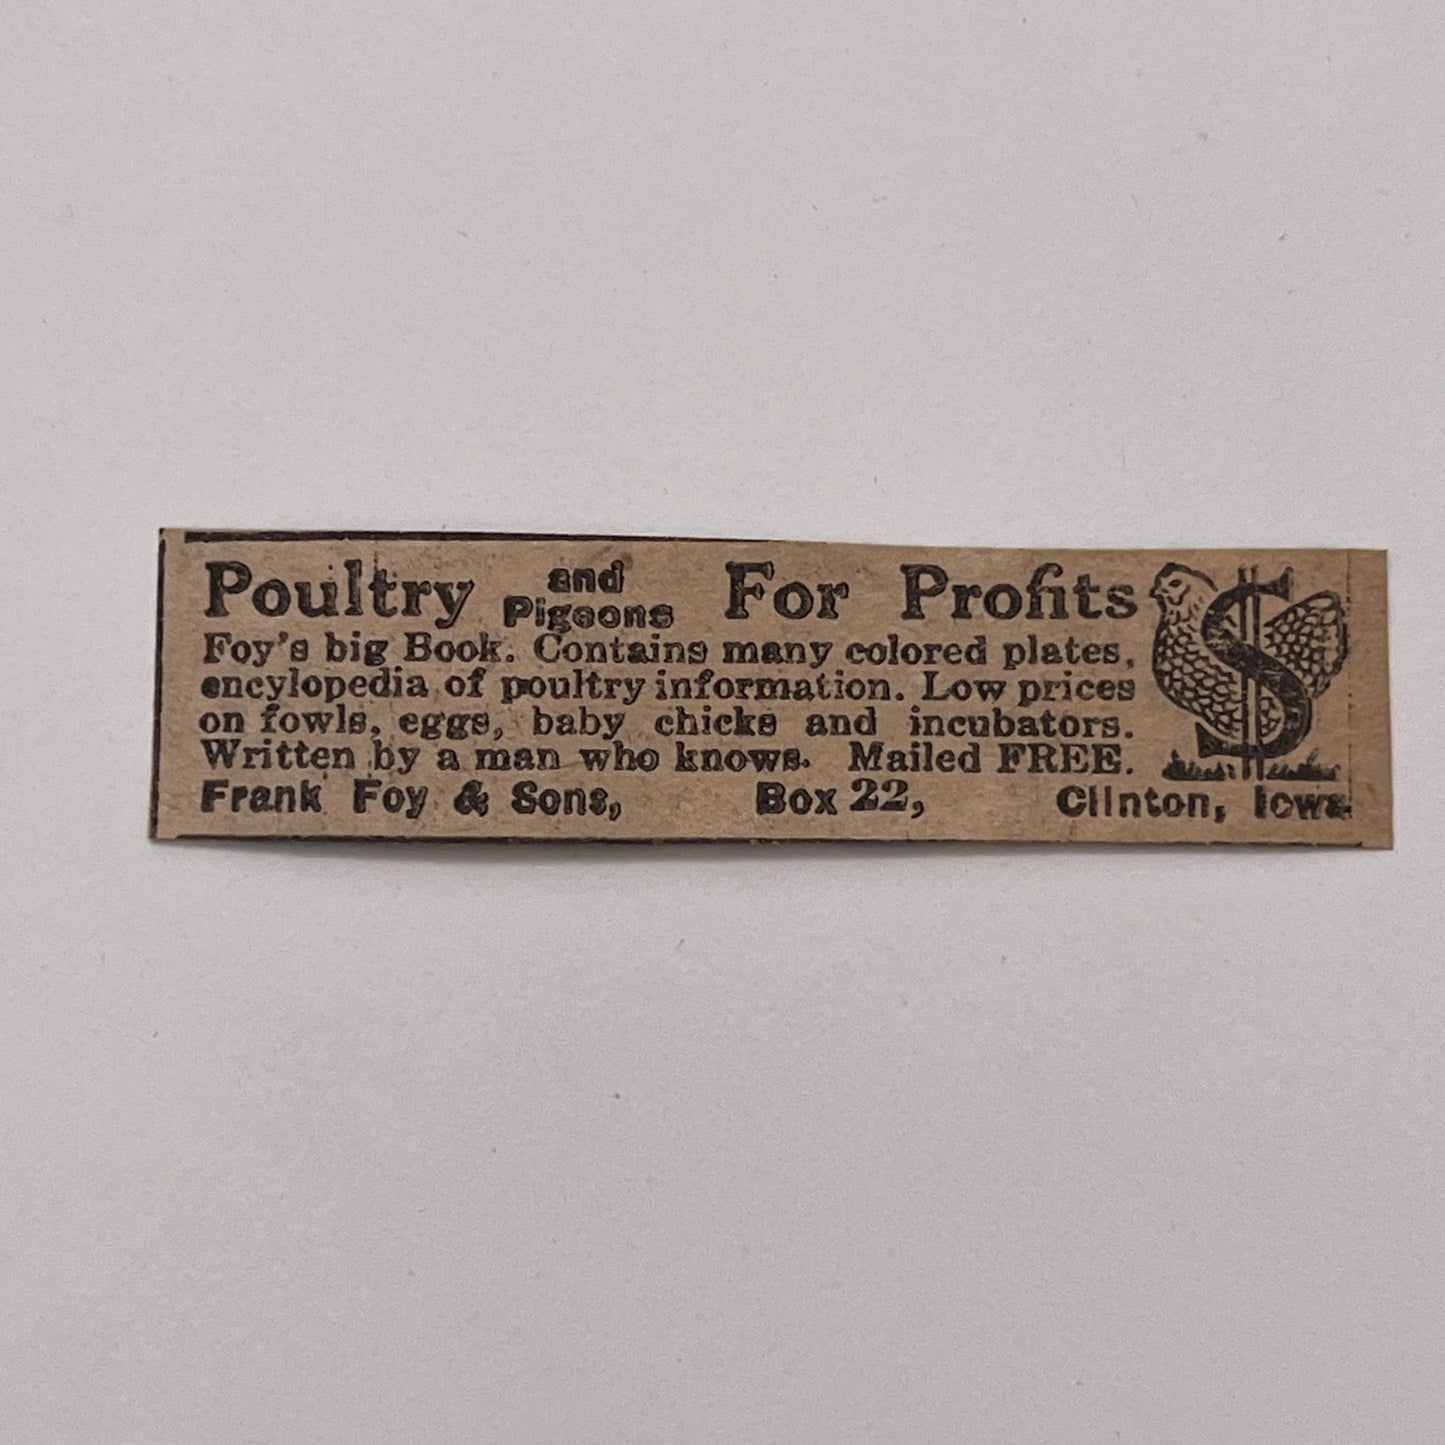 Poultry and Pigeons For Profits
Foy's big Book. Contains many colored plates,
encylopedia of poultry information. Low prices
on fowls, eggs, baby chicks and incubators.
Written by a man who knows. Mailed FREE.
Frank Foy & Sons, Box 22, Clinton, Iowa.
$